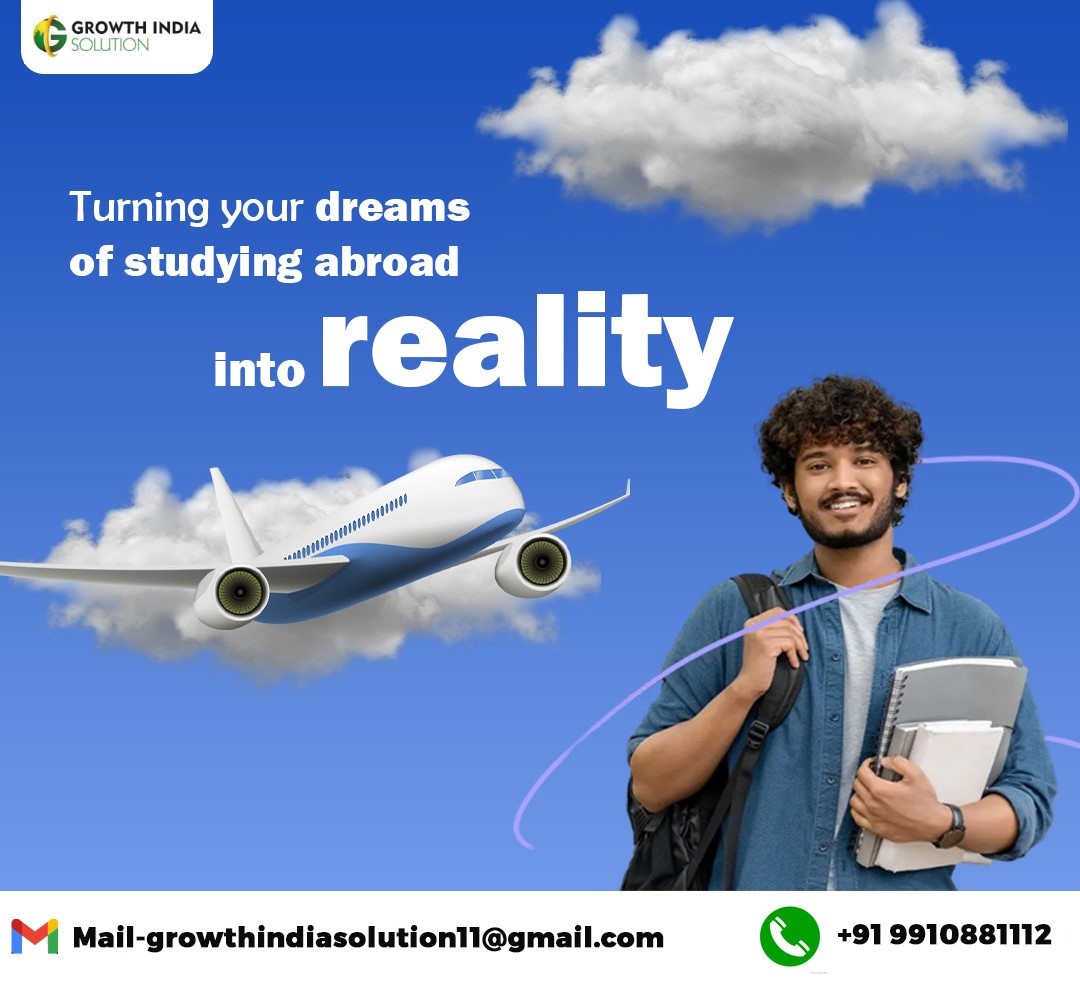 GROWTH INDIA
SOLUTION
Turning your dreams
of studying abroad
into reality
Mail-growthindiasolution11@gmail.com
+91 9910881112